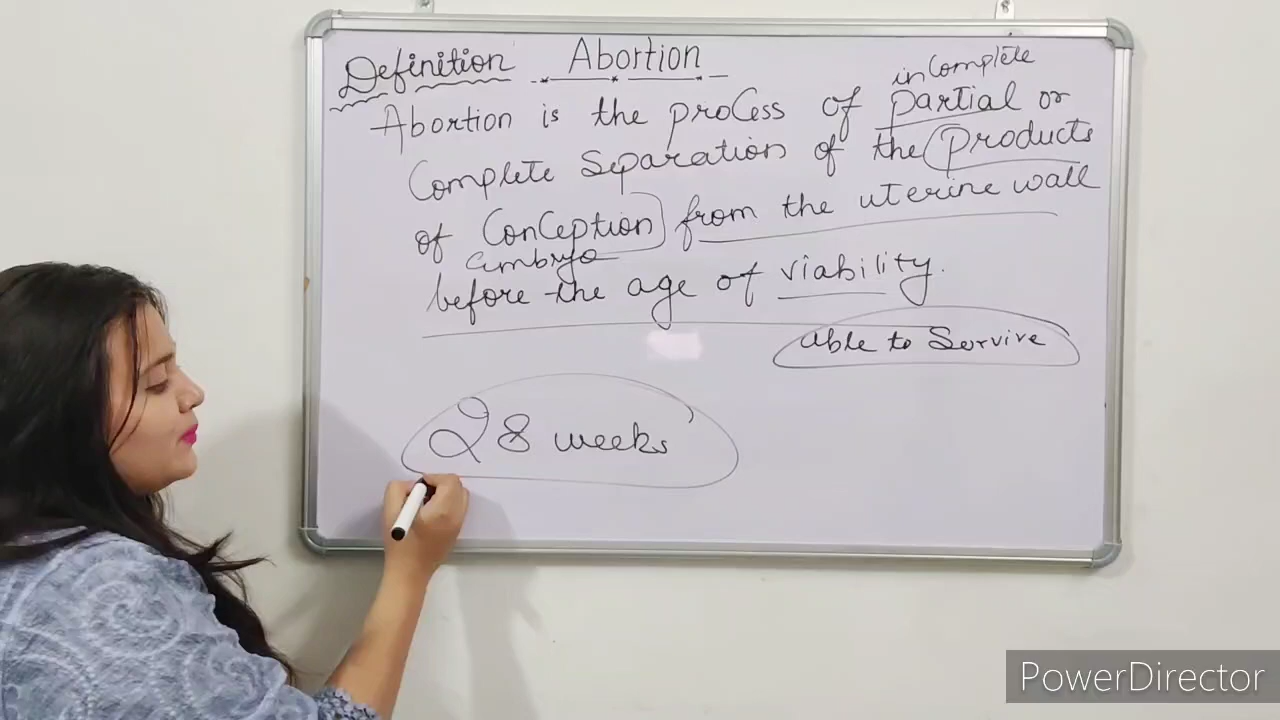 Definition Abortion
incomplete
Abortion is the process of partial or
Complete Separation of the products
of Conception from the uterine wall
embryo
before the age of viability.
able to Survive
28 weeks
PowerDirector